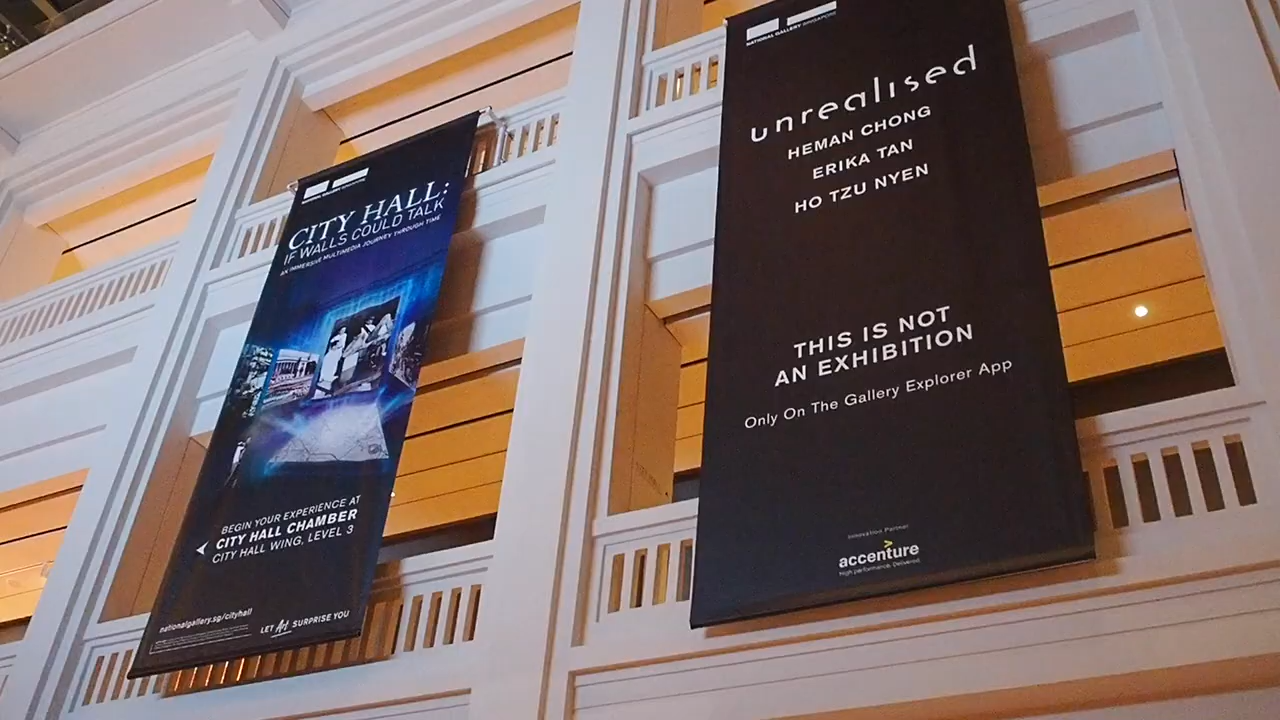 NATIONAL GALLERY SINGAPORE
CITY HALL:
IF WALLS COULD TALK
AN IMMERSIVE MULTIMEDIA JOURNEY THROUGH TIME
BEGIN YOUR EXPERIENCE AT
CITY HALL CHAMBER
CITY HALL WING, LEVEL 3
nationalgallery.sg/cityhall
LET Art SURPRISE YOU
NATIONAL GALLERY SINGAPORE
unrealised
HEMAN CHONG
ERIKA TAN
HO TZU NYEN
THIS IS NOT
AN EXHIBITION
Only On The Gallery Explorer App
Innovation Partner
accenture
High performance. Delivered.